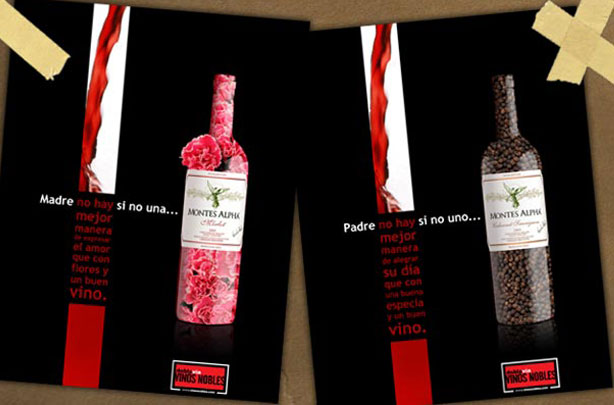 Madre no hay si no una...
mejor
manera
de expresar
el amor
que con
flores y
un buen
vino.
MONTES ALPHA
Merlot
VINOS NOBLES
Padre no hay si no uno...
mejor
manera
de alegrar
su día
que con
una buena
especia
y un buen
vino.
MONTES ALPHA
Cabernet Sauvignon
VINOS NOBLES